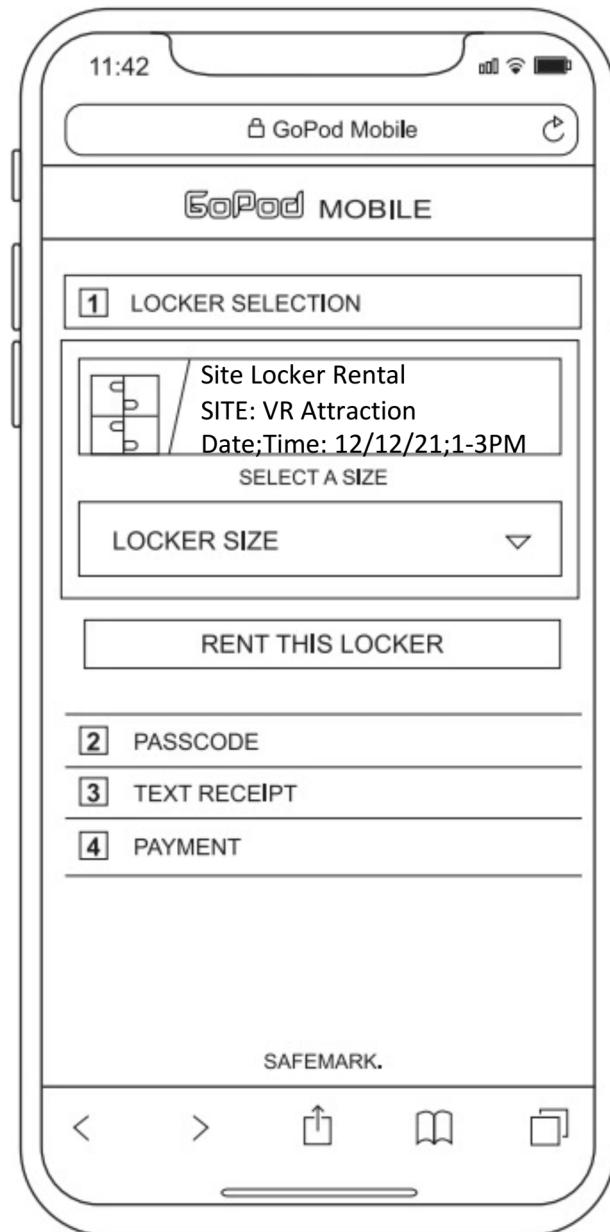 11:42
GoPod Mobile
GoPod MOBILE
1 LOCKER SELECTION
Site Locker Rental
SITE: VR Attraction
Date;Time: 12/12/21;1-3PM
SELECT A SIZE
LOCKER SIZE
RENT THIS LOCKER
2 PASSCODE
3 TEXT RECEIPT
4 PAYMENT
SAFEMARK.